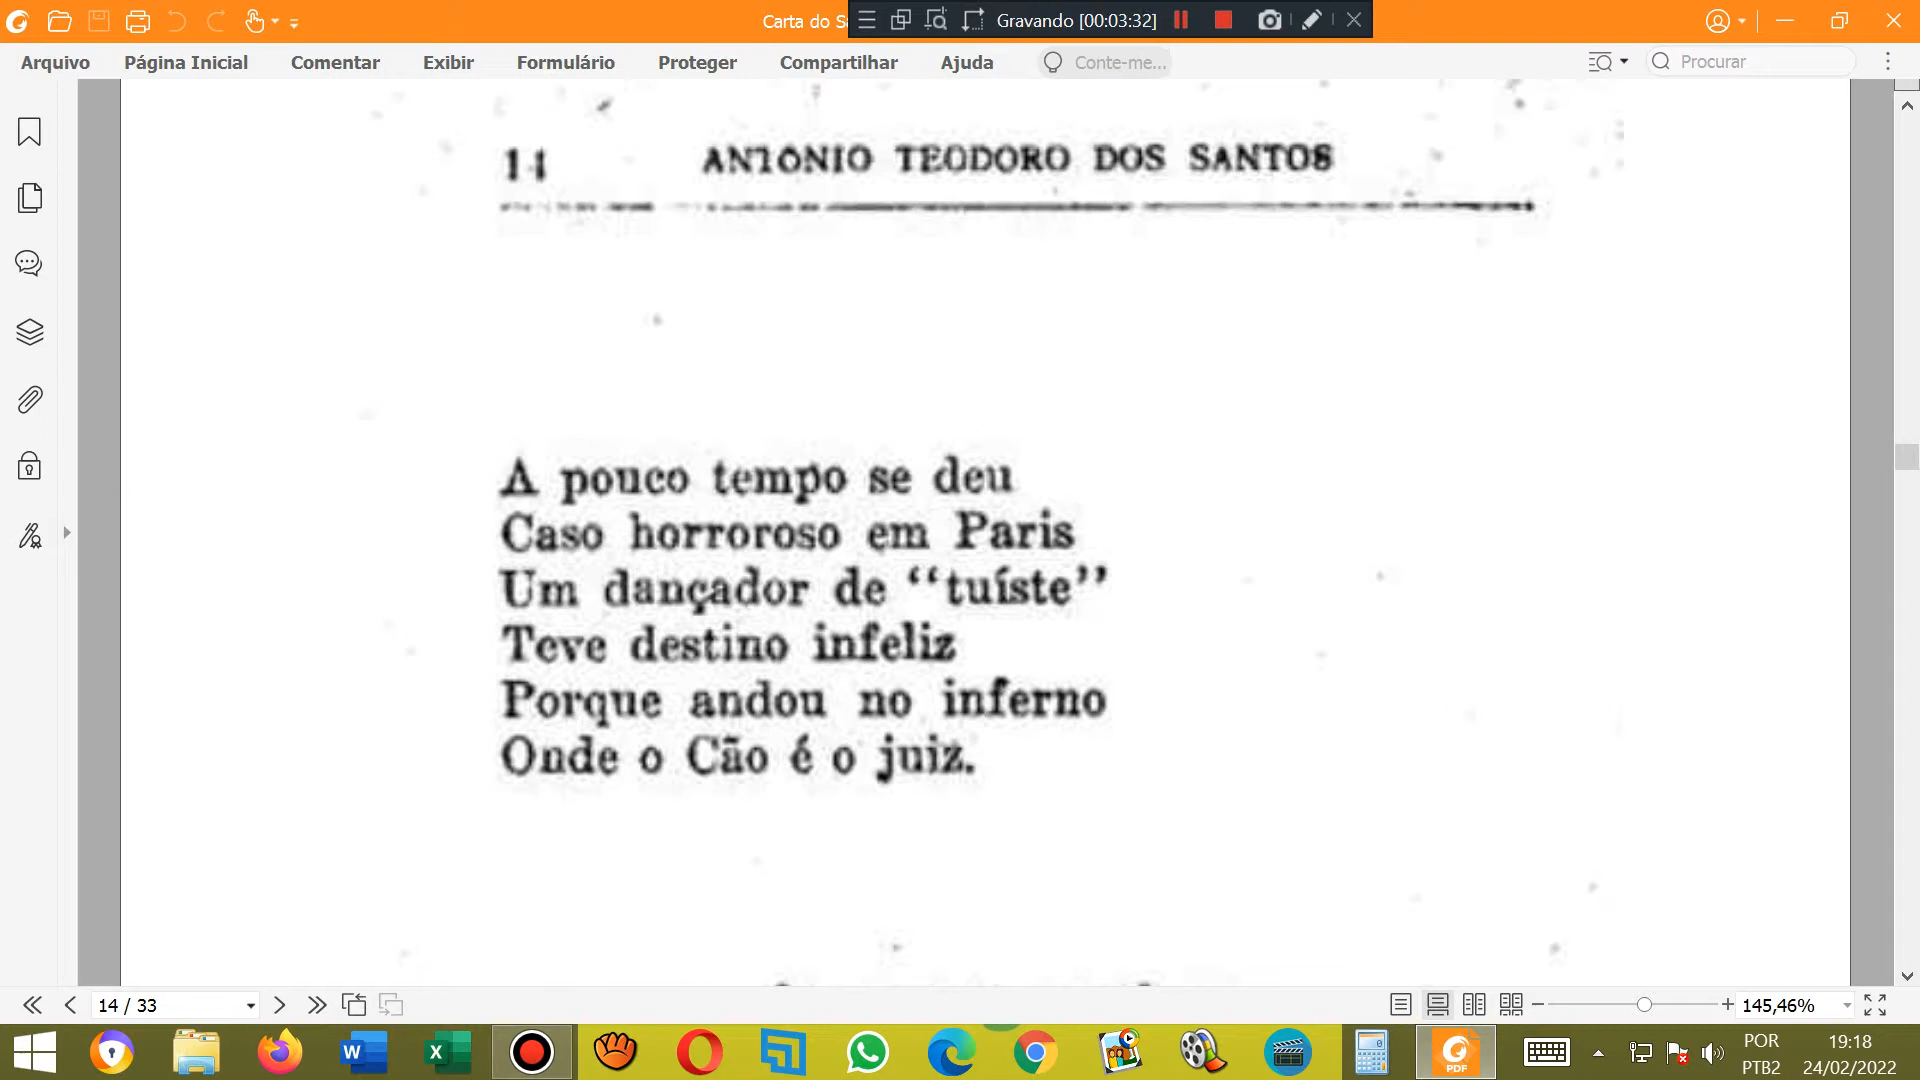 Carta do S
Gravando [00:03:32]
Arquivo
Página Inicial
Comentar
Exibir
Formulário
Proteger
Compartilhar
Ajuda
Conte-me...
Procurar
14 ANTÔNIO TEODORO DOS SANTOS
A pouco tempo se deu
Caso horroroso em Paris
Um dançador de “tuíste”
Teve destino infeliz
Porque andou no inferno
Onde o Cão é o juiz.
14 / 33
145,46%
POR
PTB2
19:18
24/02/2022
PDF